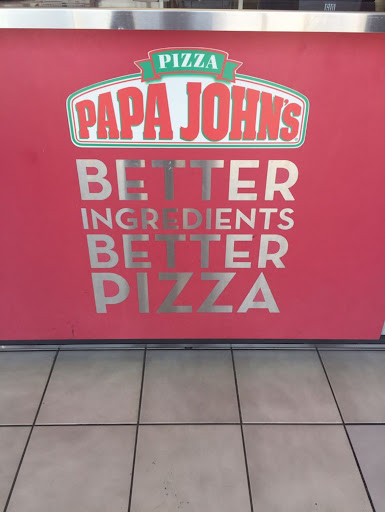 PIZZA
PAPA JOHN'S
BETTER
INGREDIENTS
BETTER
PIZZA